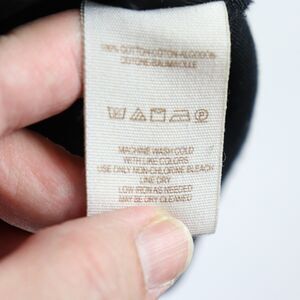 100% COTTON-COTON-ALGODON
COTONE-BAUMWOLLE
MACHINE WASH COLD
WITH LIKE COLORS
USE ONLY NON-CHLORINE BLEACH
LINE DRY
LOW IRON AS NEEDED
MAY BE DRY CLEANED